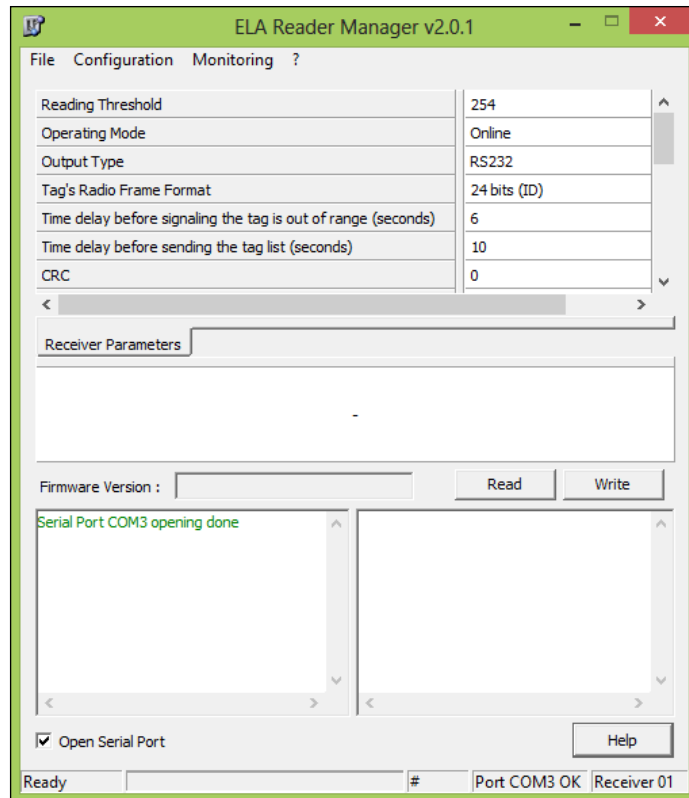 ELA Reader Manager v2.0.1
File Configuration Monitoring ?
Reading Threshold 254
Operating Mode Online
Output Type RS232
Tag's Radio Frame Format 24 bits (ID)
Time delay before signaling the tag is out of range (seconds) 6
Time delay before sending the tag list (seconds) 10
CRC 0
Receiver Parameters
-
Firmware Version :
Read Write
Serial Port COM3 opening done
Open Serial Port
Help
Ready # Port COM3 OK Receiver 01